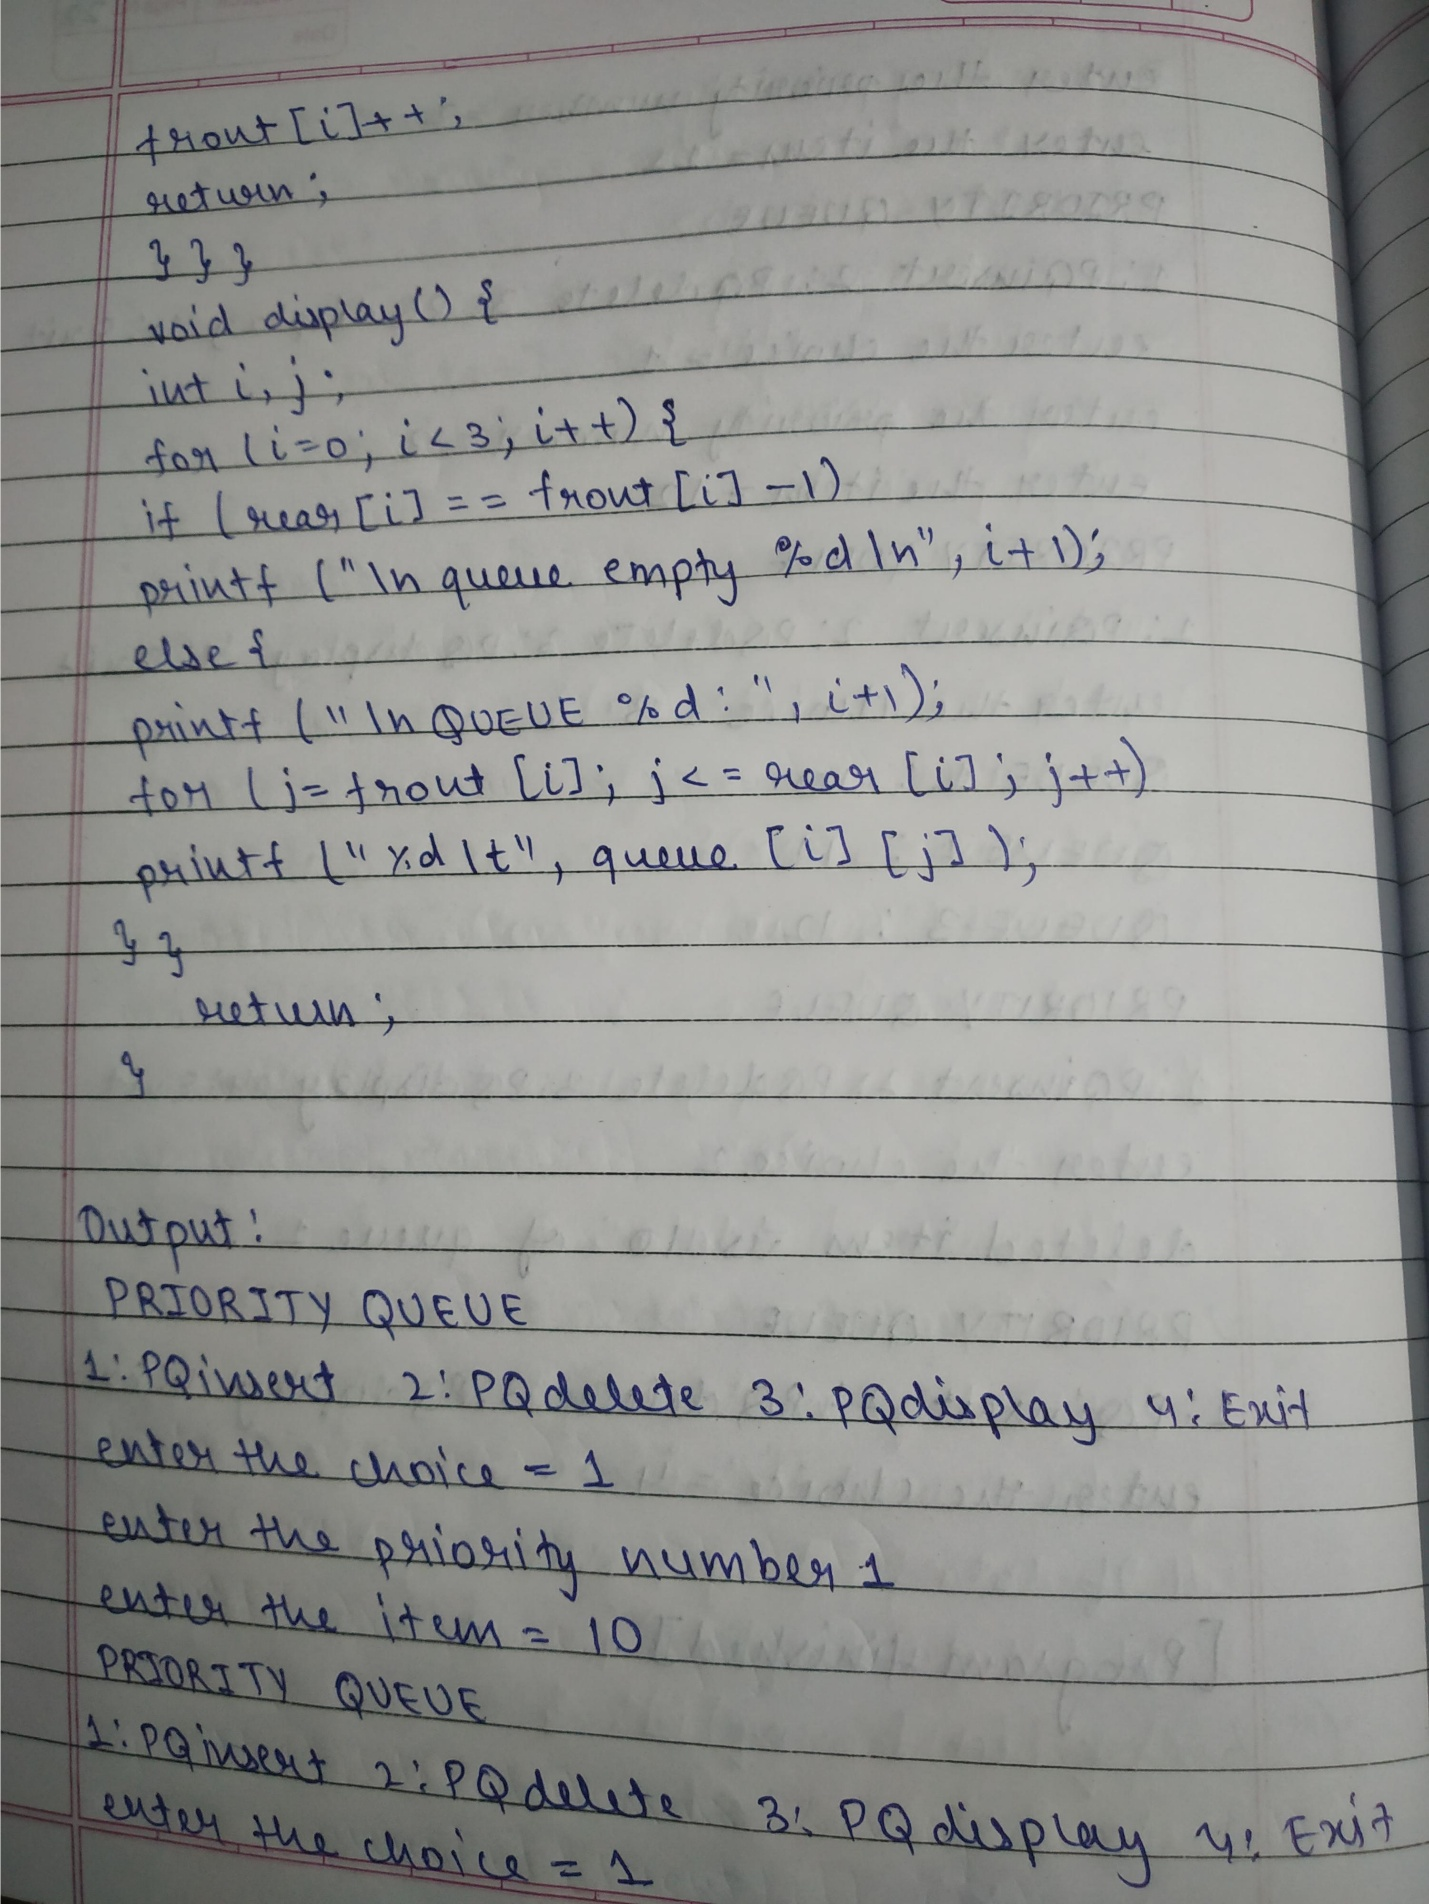 front[i]++;
return;
} } }
void display() {
int i, j;
for (i=0; i<3; i++) {
if (rear[i] == front[i] -1)
printf ("\n queue empty %d \n", i+1);
else {
printf ("\n QUEUE %d : ", i+1);
for (j= front [i]; j<= rear [i]; j++)
printf ("%d \t", queue [i] [j] );
} }
return;
}
Output:
PRIORITY QUEUE
1: PQinsert 2: PQdelete 3: PQdisplay 4: Exit
enter the choice = 1
enter the priority number 1
enter the item = 10
PRIORITY QUEUE
1: PQinsert 2: PQdelete 3: PQdisplay 4: Exit
enter the choice = 1